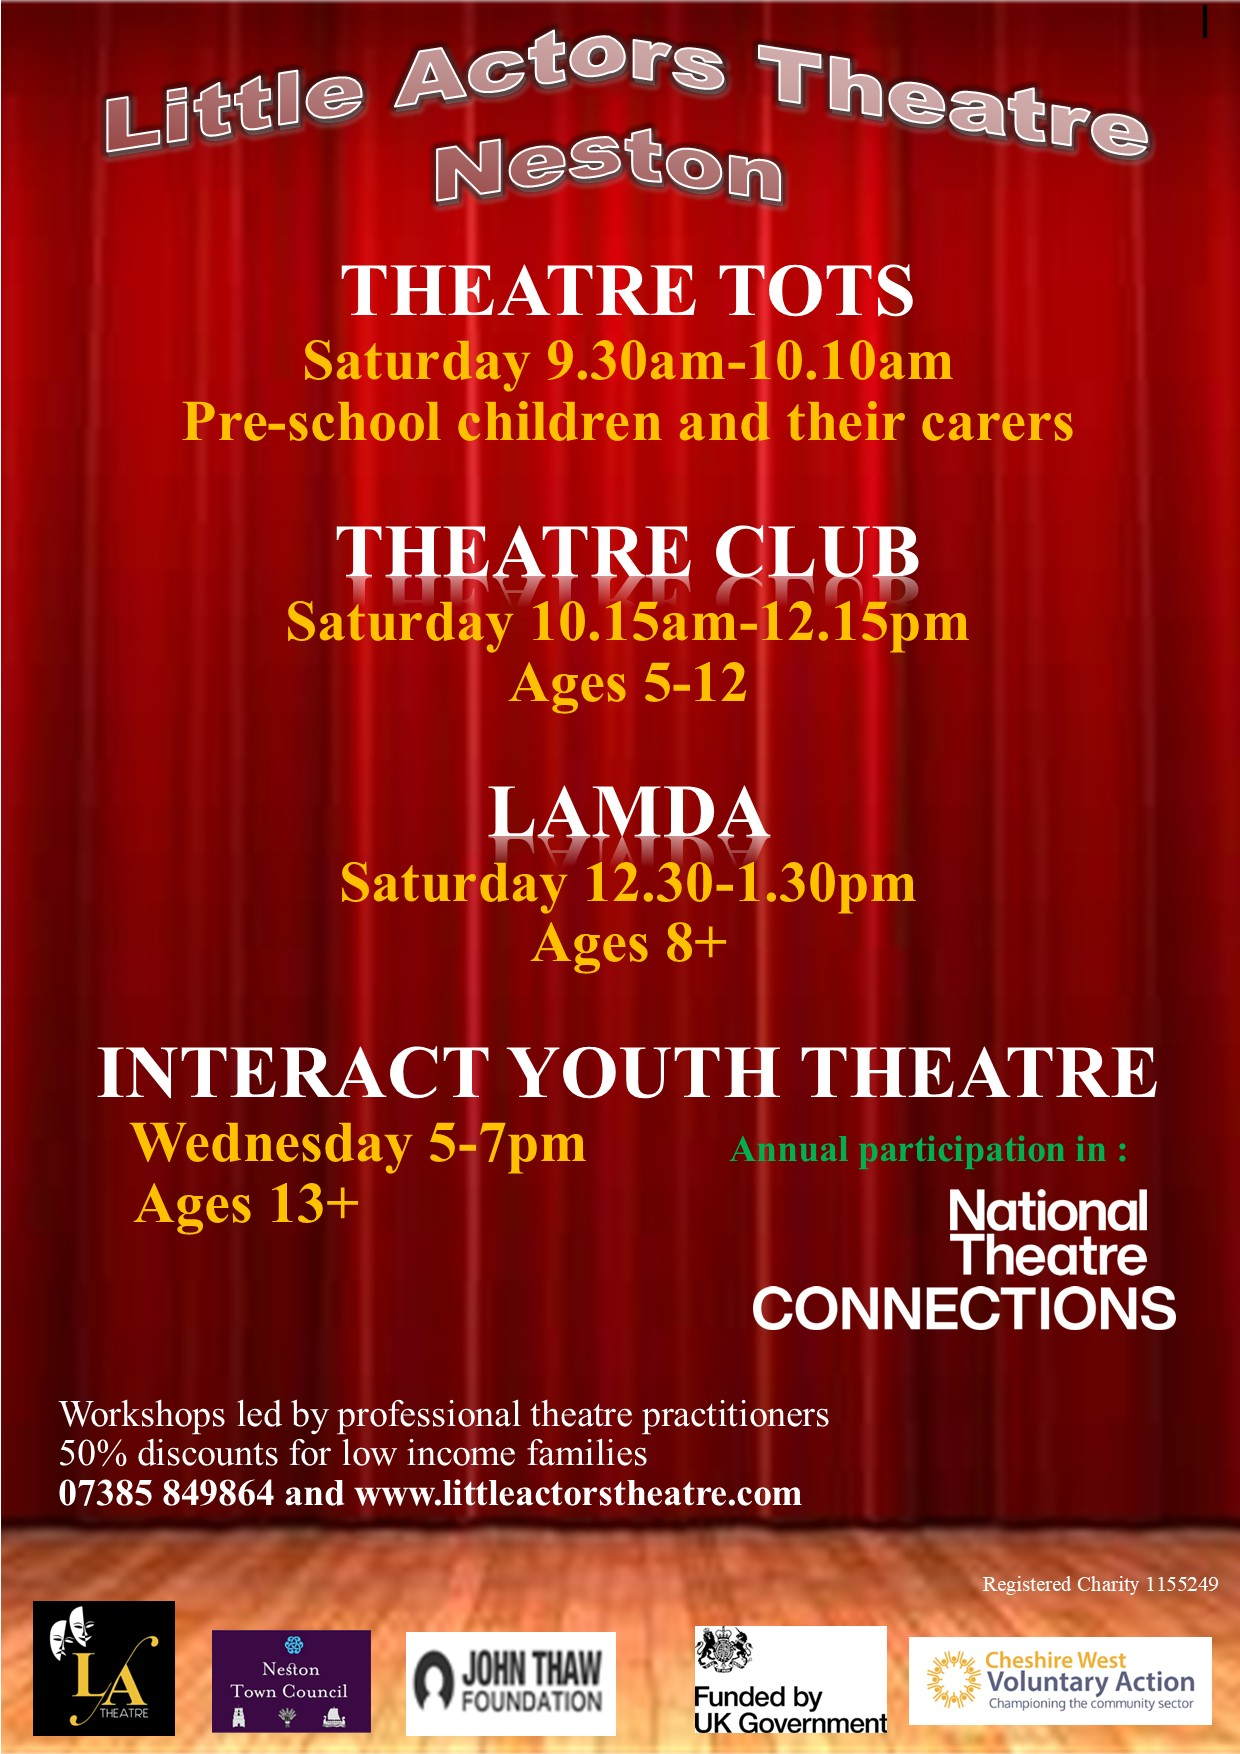 Little Actors Theatre
Neston
THEATRE TOTS
Saturday 9.30am-10.10am
Pre-school children and their carers
THEATRE CLUB
Saturday 10.15am-12.15pm
Ages 5-12
LAMDA
Saturday 12.30-1.30pm
Ages 8+
INTERACT YOUTH THEATRE
Wednesday 5-7pm
Ages 13+
Annual participation in :
National
Theatre
CONNECTIONS
Workshops led by professional theatre practitioners
50% discounts for low income families
07385 849864 and www.littleactorstheatre.com
Registered Charity 1155249
LA
THEATRE
Neston
Town Council
JOHN THAW
FOUNDATION
Funded by
UK Government
Cheshire West
Voluntary Action
Championing the community sector